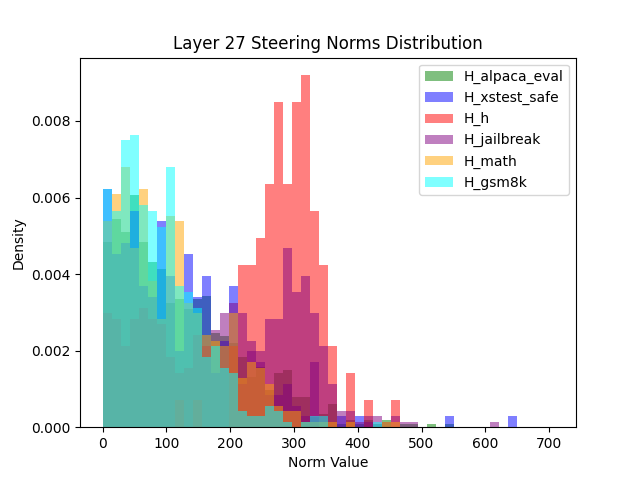 Layer 27 Steering Norms Distribution
H_alpaca_eval
H_xstest_safe
H_h
H_jailbreak
H_math
H_gsm8k
Density
0.008
0.006
0.004
0.002
0.000
0 100 200 300 400 500 600 700
Norm Value